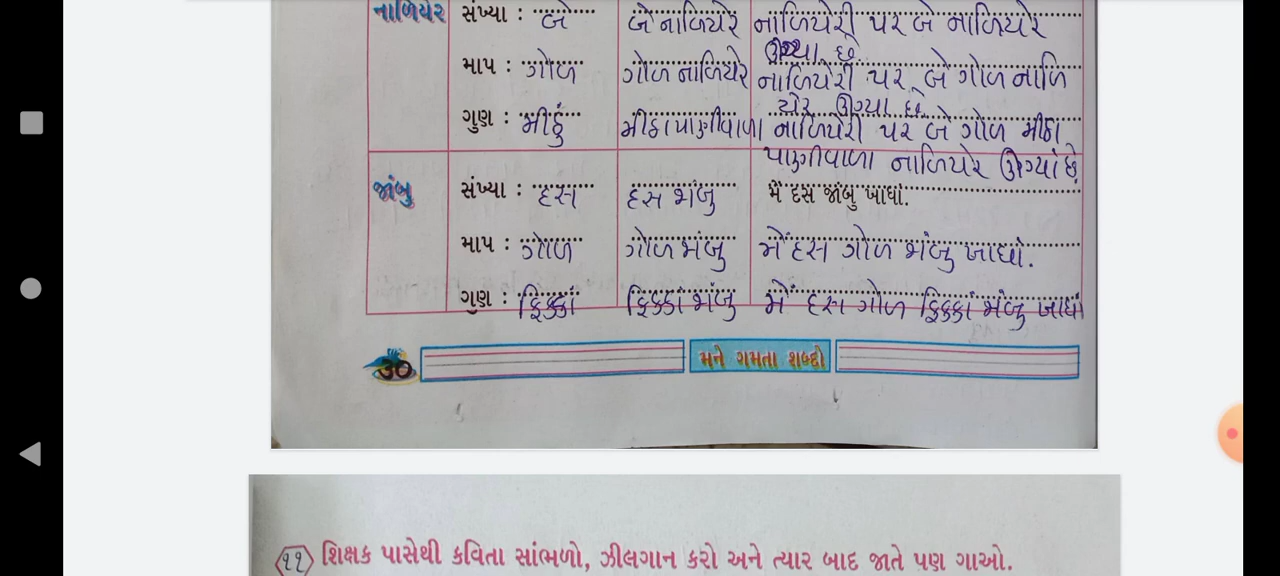 નાળિયેર સંખ્યા : બે બે નાળિયેર નાળિયેરી પર બે નાળિયેર
ઊગ્યા છે.
માપ : ગોળ ગોળ નાળિયેર નાળિયેરી પર બે ગોળ નાળિ
યેર ઊગ્યા છે.
ગુણ : મીઠું મીઠા પાણીવાળા નાળિયેરી પર બે ગોળ મીઠા
પાણીવાળા નાળિયેર ઊગ્યાં છે.
જાંબુ સંખ્યા : દસ દસ જાંબુ મેં દસ જાંબુ ખાધાં.
માપ : ગોળ ગોળ જાંબુ મેં દસ ગોળ જાંબુ ખાધાં.
ગુણ : ફિક્કાં ફિક્કાં જાંબુ મેં દસ ગોળ ફિક્કાં જાંબુ ખાધાં
૩૦ મને ગમતા શબ્દો
૧૧ શિક્ષક પાસેથી કવિતા સાંભળો, ઝીલગાન કરો અને ત્યાર બાદ જાતે પણ ગાઓ.